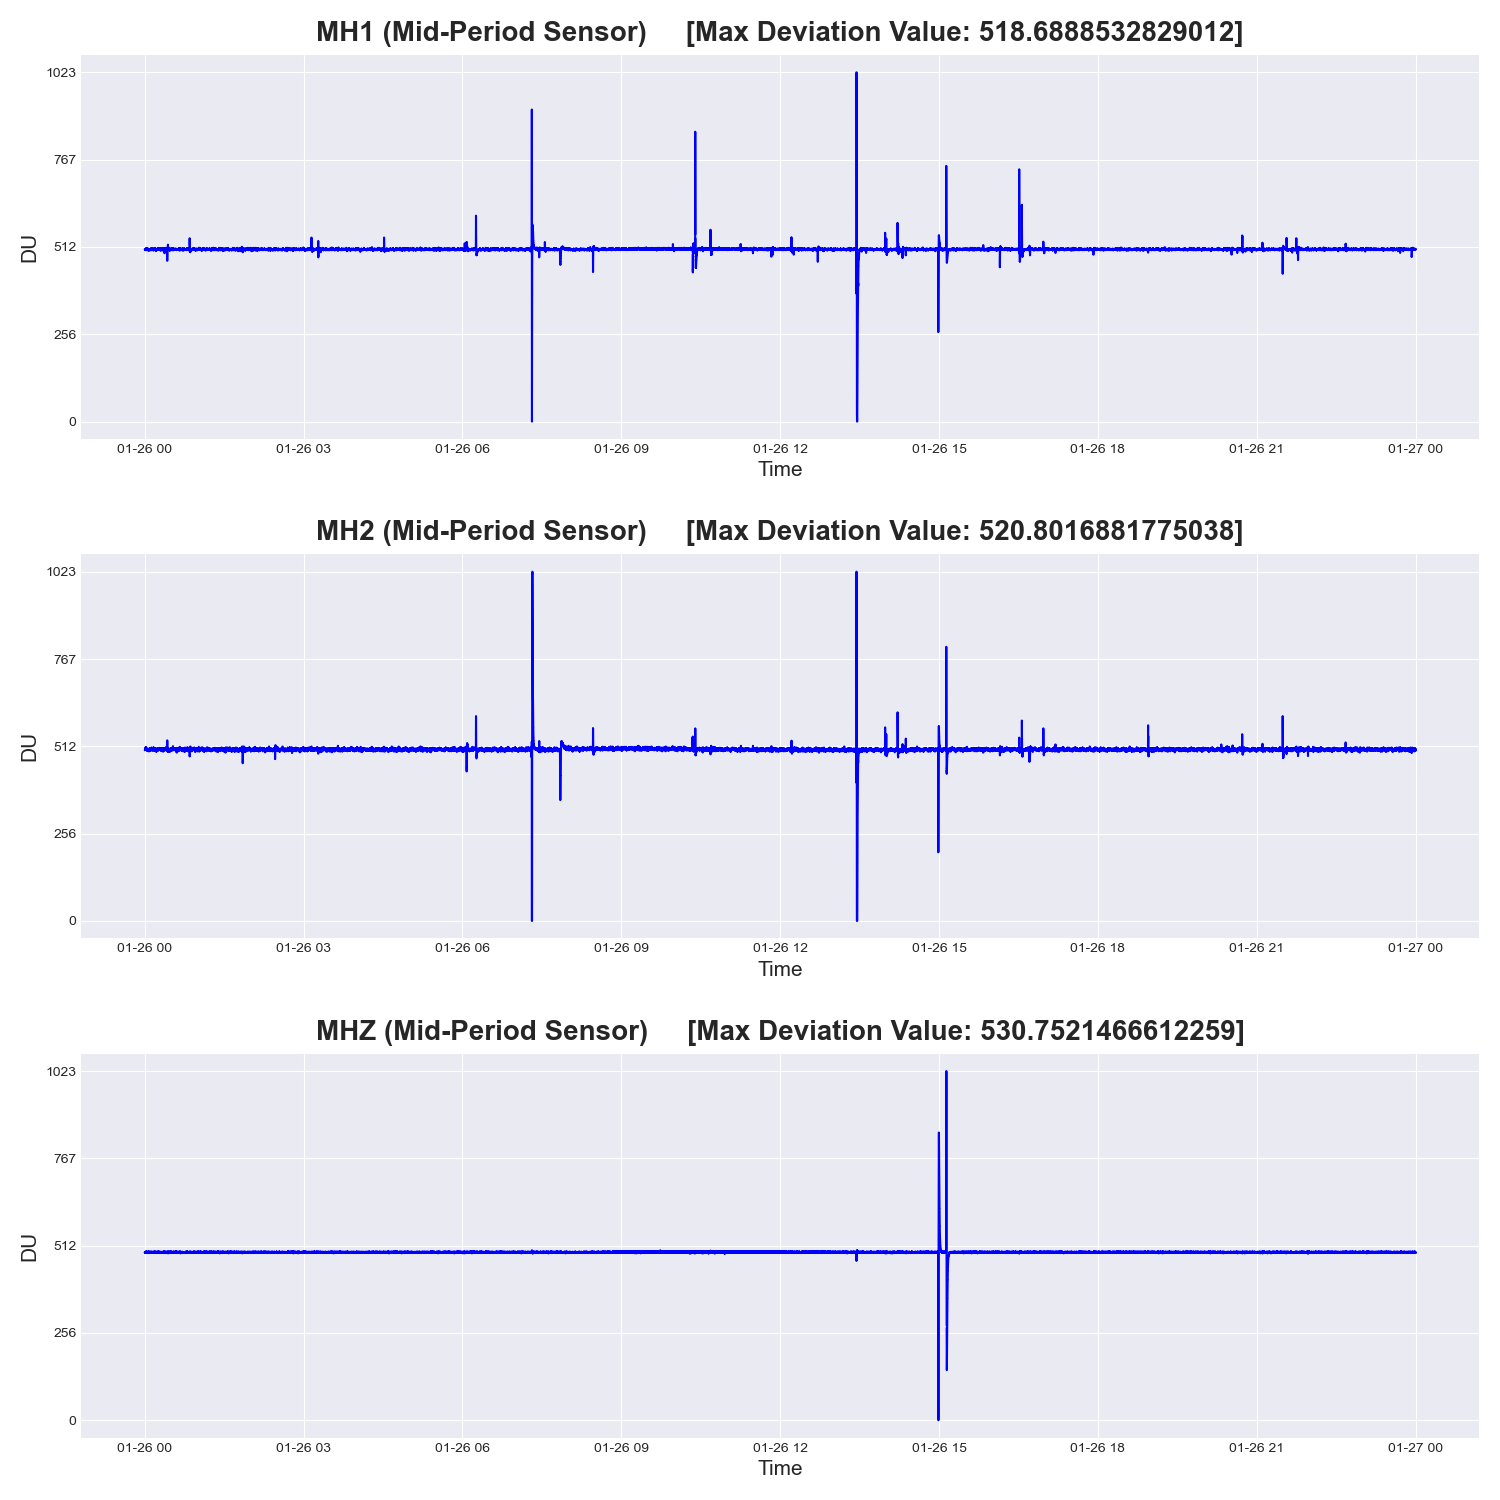 MH1 (Mid-Period Sensor) [Max Deviation Value: 518.6888532829012]
1023
767
512
256
0
DU
01-26 00 01-26 03 01-26 06 01-26 09 01-26 12 01-26 15 01-26 18 01-26 21 01-27 00
Time
MH2 (Mid-Period Sensor) [Max Deviation Value: 520.8016881775038]
1023
767
512
256
0
DU
01-26 00 01-26 03 01-26 06 01-26 09 01-26 12 01-26 15 01-26 18 01-26 21 01-27 00
Time
MHZ (Mid-Period Sensor) [Max Deviation Value: 530.7521466612259]
1023
767
512
256
0
DU
01-26 00 01-26 03 01-26 06 01-26 09 01-26 12 01-26 15 01-26 18 01-26 21 01-27 00
Time